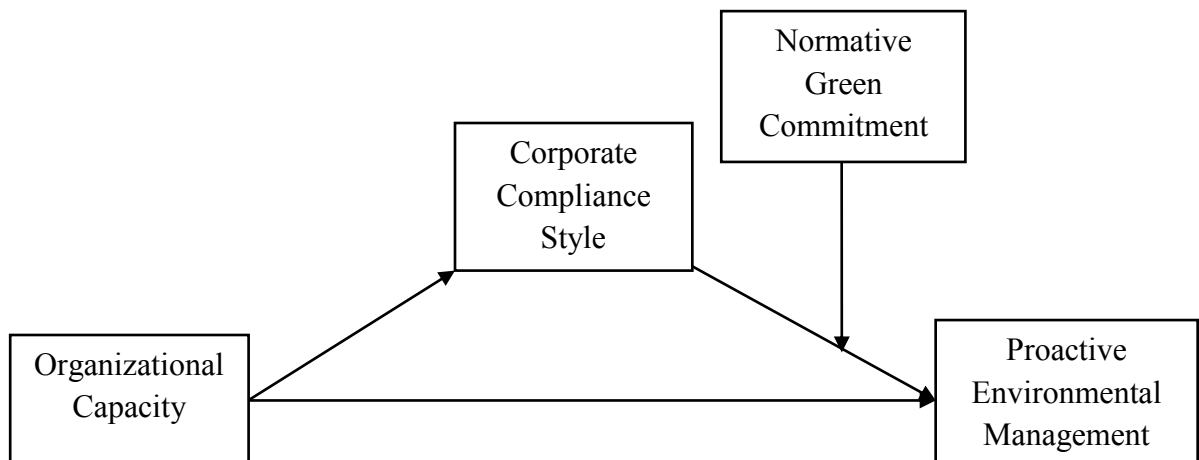 Normative
Green
Commitment
Corporate
Compliance
Style
Organizational
Capacity
Proactive
Environmental
Management